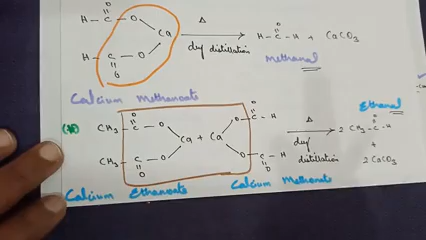 O
H-C-O
Ca
H-C-O
O
Δ
dry distillation
O
H-C-H + CaCO3
Methanal
Calcium Methanoate
(*)
O
CH3-C-O
Ca
CH3-C-O
O
+
O
O-C-H
Ca
O-C-H
O
Δ
dry
distillation
Ethanal
O
2 CH3-C-H
+
2 CaCO3
Calcium Ethanoate
Calcium Methanoate